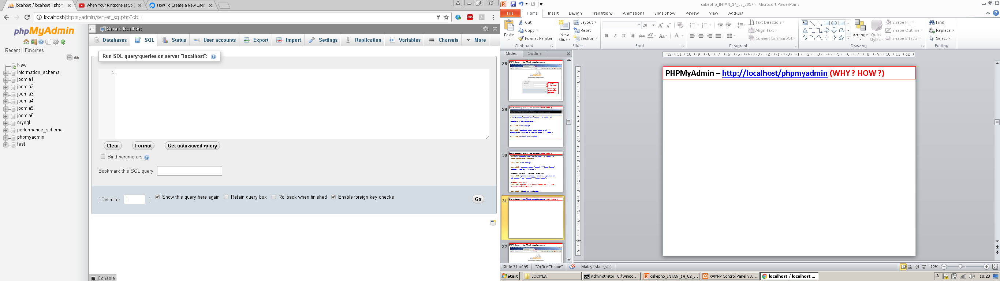 localhost / localhost | phpM
When Your Ringtone Is So L
How To Create a New User
localhost/phpmyadmin/server_sql.php?db=
phpMyAdmin
Recent
Favorites
New
information_schema
joomla1
joomla2
joomla3
joomla4
joomla5
joomla6
mysql
performance_schema
phpmyadmin
test
Server: localhost
Databases
SQL
Status
User accounts
Export
Import
Settings
Replication
Variables
Charsets
More
Run SQL query/queries on server "localhost":
1
Clear
Format
Get auto-saved query
Bind parameters
Bookmark this SQL query:
[ Delimiter ; ]
Show this query here again
Retain query box
Rollback when finished
Enable foreign key checks
Go
Console
cakephp_INTAN_14_02_2017 - Microsoft PowerPoint
File
Home
Insert
Design
Transitions
Animations
Slide Show
Review
View
Add-Ins
Paste
Cut
Copy
Format Painter
Clipboard
New Slide
Layout
Reset
Section
Slides
20
Font
Text Direction
Align Text
Convert to SmartArt
Paragraph
Arrange
Quick Styles
Shape Fill
Shape Outline
Shape Effects
Drawing
Find
Replace
Select
Editing
Slides
Outline
28
29
30
31
32
PHPMyAdmin – http://localhost/phpmyadmin (WHY ? HOW ?)
Slide 31 of 95
"Office Theme"
Malay (Malaysia)
72%
Start
JOOMLA
Administrator: C:\Windo...
cakephp_INTAN_14_02_...
XAMPP Control Panel v3....
localhost / localhost ...
18:28